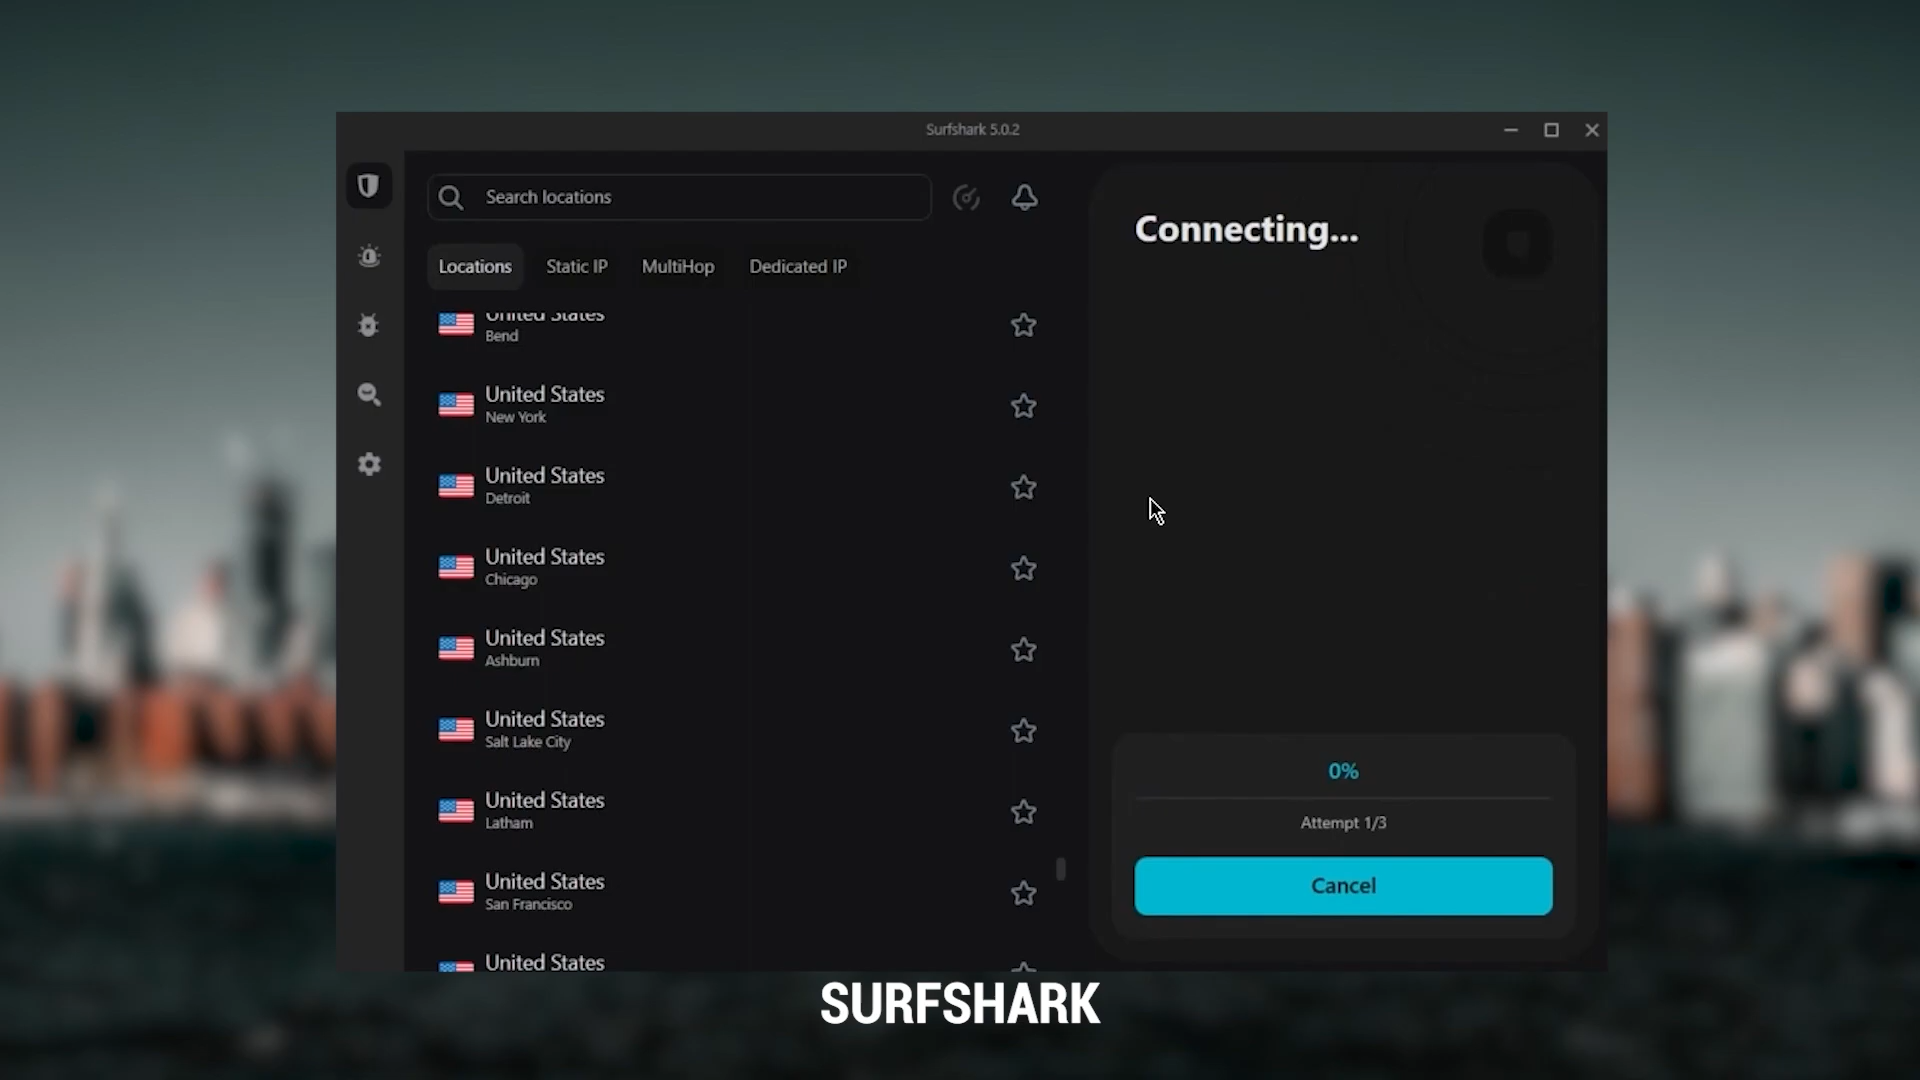 Surfshark 5.0.2
Search locations
Locations
Static IP
MultiHop
Dedicated IP
United States
Bend
United States
New York
United States
Detroit
United States
Chicago
United States
Ashburn
United States
Salt Lake City
United States
Latham
United States
San Francisco
United States
Connecting...
0%
Attempt 1/3
Cancel
SURFSHARK